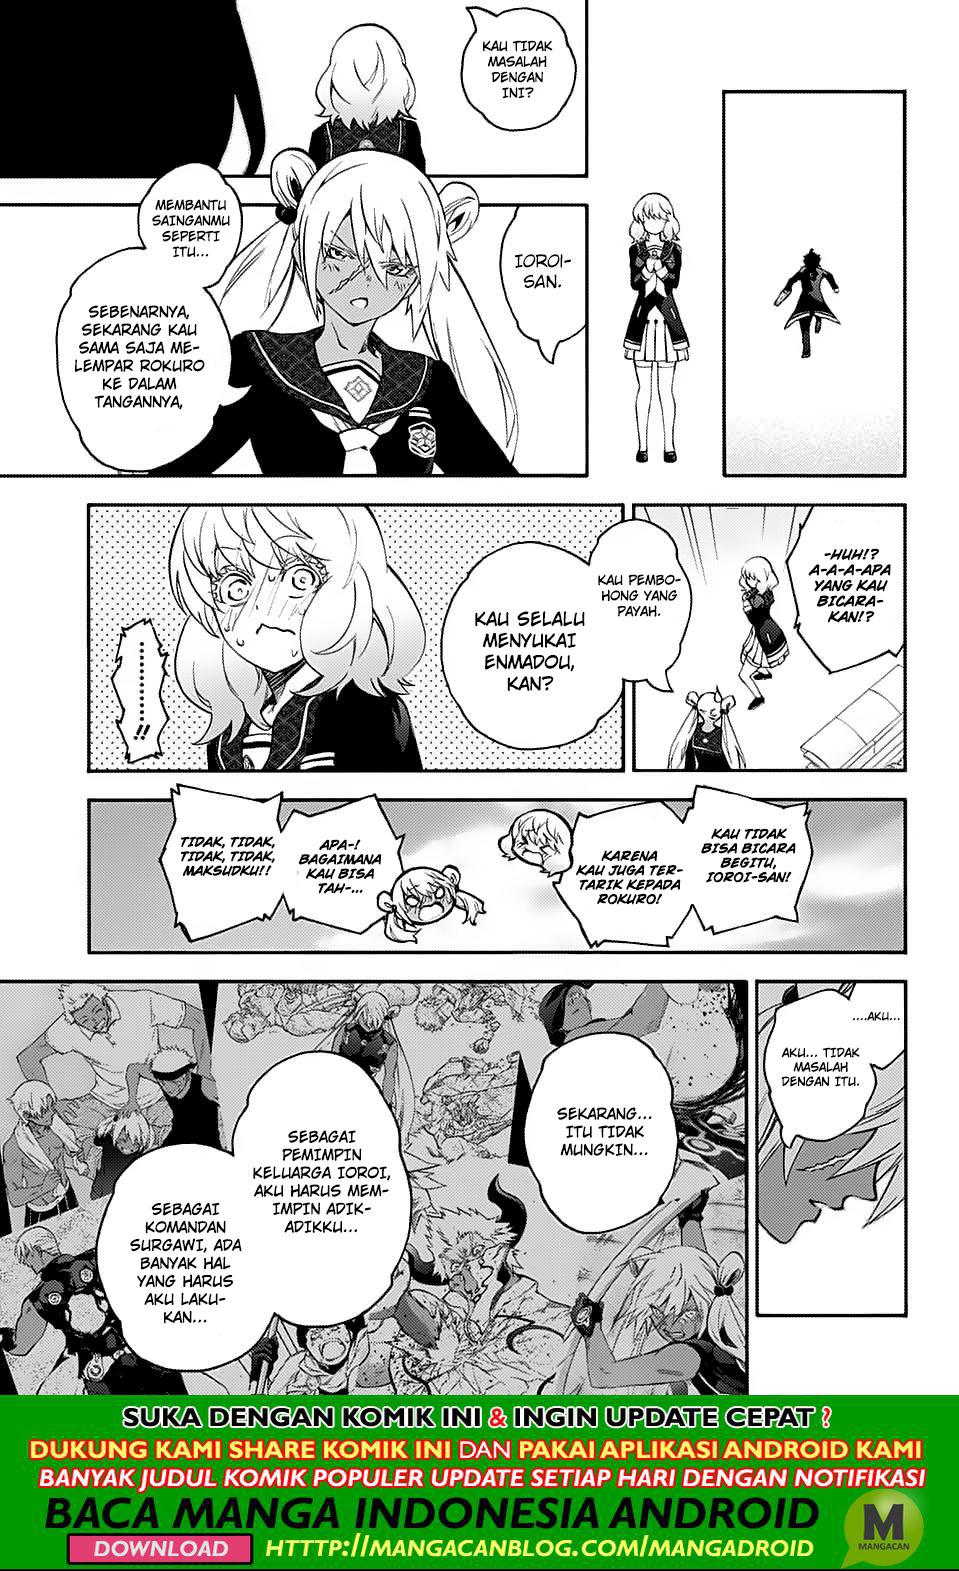 KAU TIDAK
MASALAH
DENGAN
INI?
IOROI-
SAN.
MEMBANTU
SAINGANMU
SEPERTI
ITU...
SEBENARNYA,
SEKARANG KAU
SAMA SAJA ME-
LEMPAR ROKURO
KE DALAM
TANGANNYA,
-HUH!?
A-A-A-APA
YANG KAU
BICARA-
KAN!?
KAU PEMBO-
HONG YANG
PAYAH.
KAU SELALU
MENYUKAI
ENMADOU,
KAN?
..........!!
KAU TIDAK
BISA BICARA
BEGITU,
IOROI-SAN!
KARENA
KAU JUGA TER-
TARIK KEPADA
ROKURO!
APA-!
BAGAIMANA
KAU BISA
TAH-...
TIDAK, TIDAK,
TIDAK, TIDAK,
MAKSUDKU!!
....AKU...
AKU... TIDAK
MASALAH
DENGAN ITU.
SEKARANG...
ITU TIDAK
MUNGKIN...
SEBAGAI
PEMIMPIN
KELUARGA IOROI,
AKU HARUS MEM-
IMPIN ADIK-
ADIKKU...
SEBAGAI
KOMANDAN
SURGAWI, ADA
BANYAK HAL
YANG HARUS
AKU LAKU-
KAN...
SUKA DENGAN KOMIK INI & INGIN UPDATE CEPAT ?
DUKUNG KAMI SHARE KOMIK INI DAN PAKAI APLIKASI ANDROID KAMI
BANYAK JUDUL KOMIK POPULER UPDATE SETIAP HARI DENGAN NOTIFIKASI
BACA MANGA INDONESIA ANDROID
DOWNLOAD HTTTP://MANGACANBLOG.COM/MANGADROID
M
MANGACAN